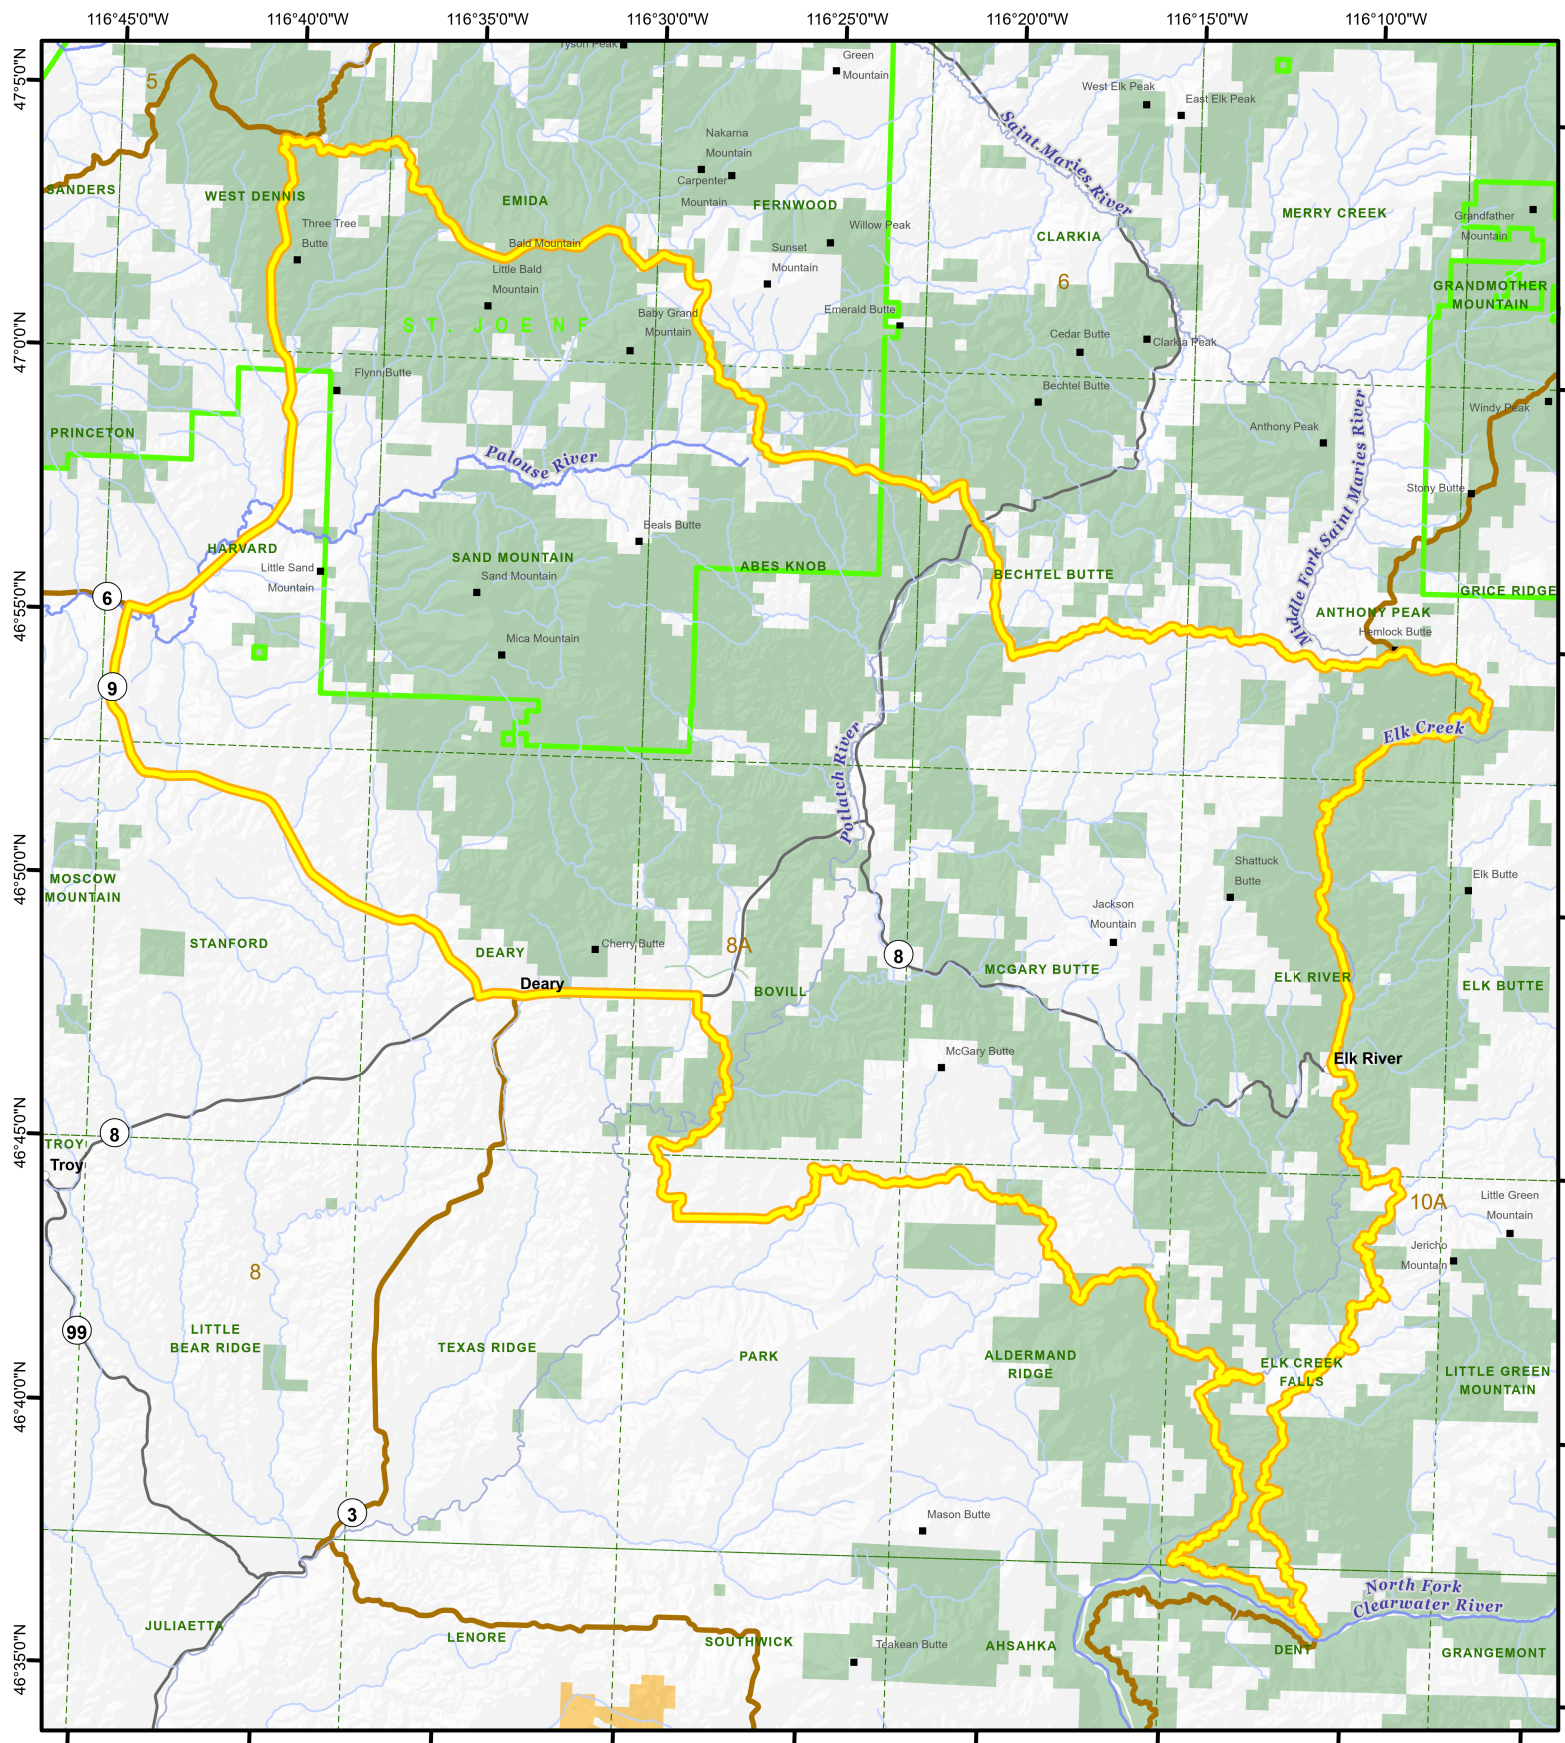 116°45'0"W
116°40'0"W
116°35'0"W
116°30'0"W
116°25'0"W
116°20'0"W
116°15'0"W
116°10'0"W
47°5'0"N
47°0'0"N
46°55'0"N
46°50'0"N
46°45'0"N
46°40'0"N
46°35'0"N
Tyson Peak
Green
Mountain
5
West Elk Peak
East Elk Peak
Saint Maries River
Nakarna
Mountain
Carpenter
Mountain
SANDERS
WEST DENNIS
EMIDA
FERNWOOD
MERRY CREEK
Grandfather
Mountain
Three Tree
Butte
Willow Peak
CLARKIA
Bald Mountain
Sunset
Mountain
Little Bald
Mountain
6
GRANDMOTHER
MOUNTAIN
Baby Grand
Mountain
Emerald Butte
ST. JOE NF
Cedar Butte
Clarkia Peak
Flynn Butte
Bechtel Butte
Windy Peak
PRINCETON
Anthony Peak
Palouse River
Middle Fork Saint Maries River
Stony Butte
Beals Butte
HARVARD
SAND MOUNTAIN
Sand Mountain
ABES KNOB
BECHTEL BUTTE
Little Sand
Mountain
GRICE RIDGE
6
ANTHONY PEAK
Hemlock Butte
Mica Mountain
9
Elk Creek
Potlatch River
MOSCOW
MOUNTAIN
Shattuck
Butte
Elk Butte
Jackson
Mountain
STANFORD
DEARY
Cherry Butte
8A
8
MCGARY BUTTE
ELK RIVER
ELK BUTTE
Deary
BOVILL
McGary Butte
Elk River
8
TROY
Troy
10A
Little Green
Mountain
Jericho
Mountain
8
99
LITTLE
BEAR RIDGE
TEXAS RIDGE
PARK
ALDERMAND
RIDGE
ELK CREEK
FALLS
LITTLE GREEN
MOUNTAIN
3
Mason Butte
North Fork
Clearwater River
JULIAETTA
LENORE
SOUTHWICK
Teakean Butte
AHSAHKA
DENT
GRANGEMONT